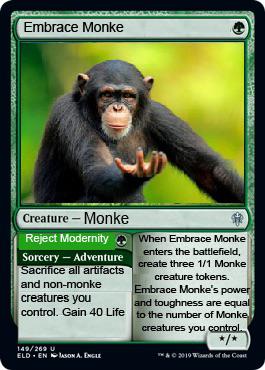 Embrace Monke
Creature — Monke
Reject Modernity
Sorcery — Adventure
Sacrifice all artifacts
and non-monke
creatures you
control. Gain 40 Life
When Embrace Monke
enters the battlefield,
create three 1/1 Monke
creature tokens.
Embrace Monke's power
and toughness are equal
to the number of Monke
creatures you control.
*/*
149/269 U
ELD • EN Jason A. Engle
™ & © 2019 Wizards of the Coast